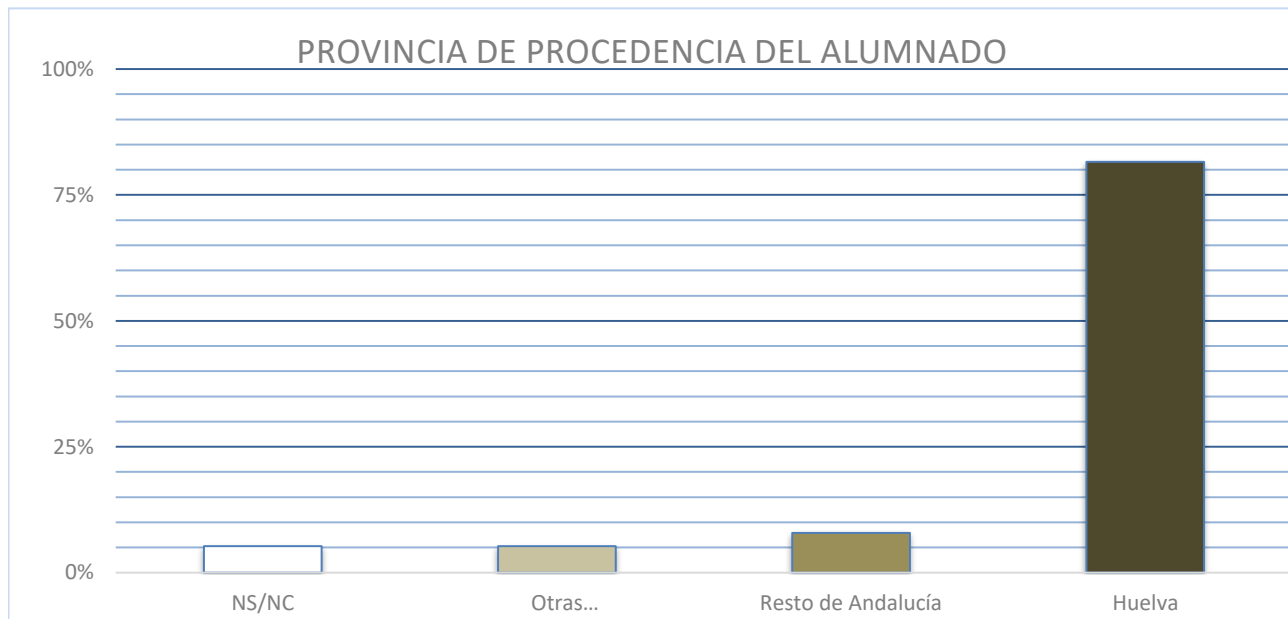 PROVINCIA DE PROCEDENCIA DEL ALUMNADO
100%
75%
50%
25%
0%
NS/NC Otras... Resto de Andalucía Huelva